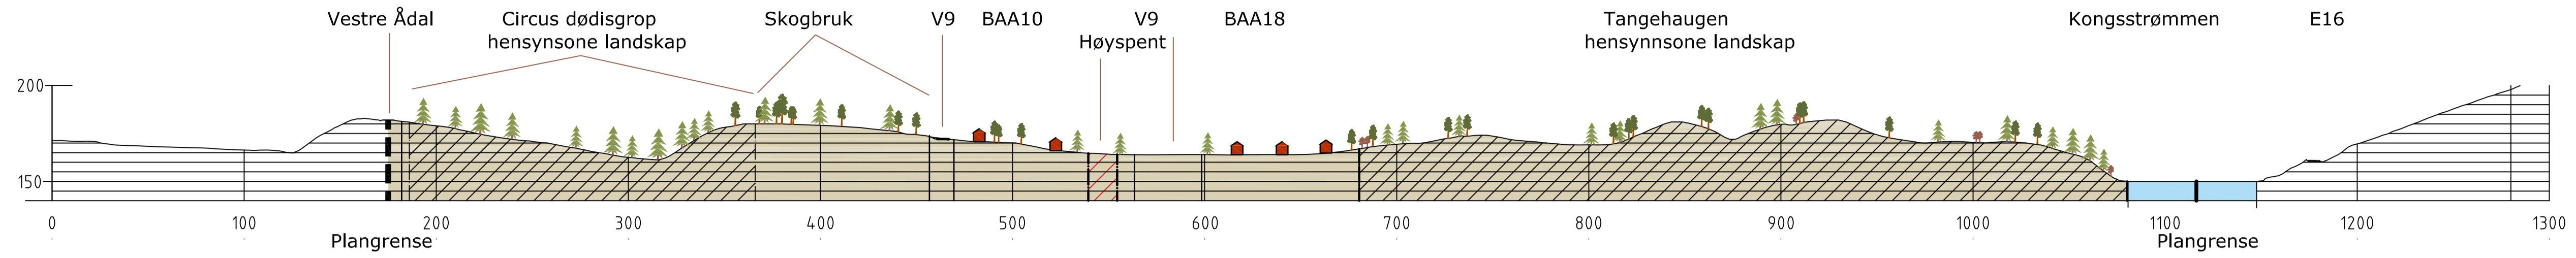 Vestre Ådal
Circus dødisgrop
hensynsone landskap
Skogbruk
V9
BAA10
Høyspent
V9
BAA18
Tangehaugen
hensynnsone landskap
Kongsstrømmen
E16
200
150
0 100 200 300 400 500 600 700 800 900 1000 1100 1200 1300
Plangrense
Plangrense